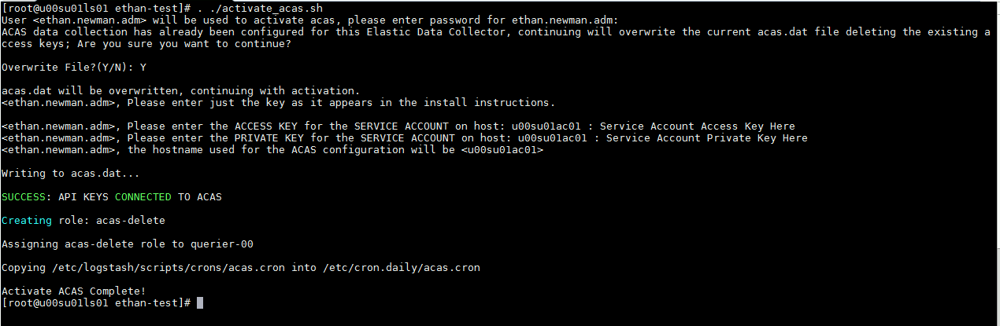 [root@u00su01ls01 ethan-test]# . ./activate_acas.sh
User <ethan.newman.adm> will be used to activate acas, please enter password for ethan.newman.adm:
ACAS data collection has already been configured for this Elastic Data Collector, continuing will overwrite the current acas.dat file deleting the existing a
ccess keys; Are you sure you want to continue?
Overwrite File?(Y/N): Y
acas.dat will be overwritten, continuing with activation.
<ethan.newman.adm>, Please enter just the key as it appears in the install instructions.
<ethan.newman.adm>, Please enter the ACCESS KEY for the SERVICE ACCOUNT on host: u00su01ac01 : Service Account Access Key Here
<ethan.newman.adm>, Please enter the PRIVATE KEY for the SERVICE ACCOUNT on host: u00su01ac01 : Service Account Private Key Here
<ethan.newman.adm>, the hostname used for the ACAS configuration will be <u00su01ac01>
Writing to acas.dat...
SUCCESS: API KEYS CONNECTED TO ACAS
Creating role: acas-delete
Assigning acas-delete role to querier-00
Copying /etc/logstash/scripts/crons/acas.cron into /etc/cron.daily/acas.cron
Activate ACAS Complete!
[root@u00su01ls01 ethan-test]#